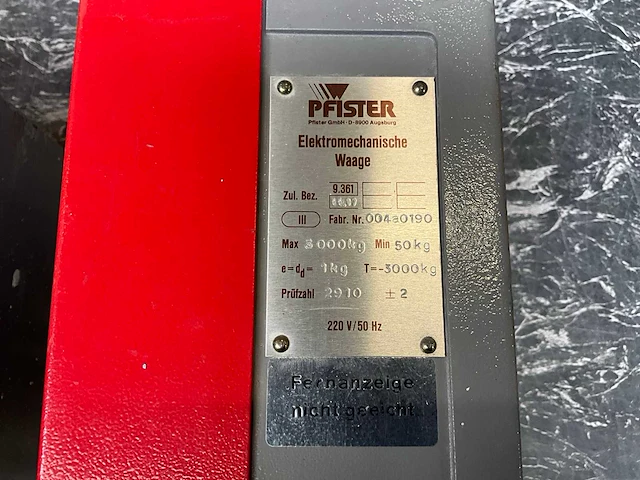 PFISTER
Pfister GmbH · D-8900 Augsburg
Elektromechanische
Waage
Zul. Bez. 9.361
III Fabr. Nr. 0190
Max 3000kg Min 50kg
e=dd= 1kg T=-3000kg
Prüfzahl 2910 ±2
220 V/50 Hz
Fernanzeige
nicht geeicht